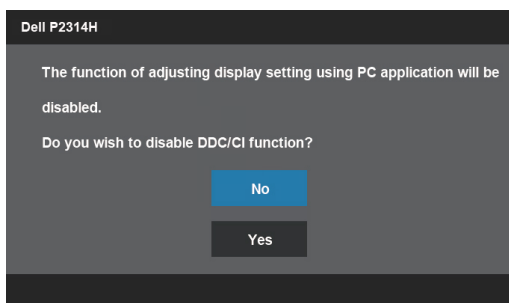 Dell P2314H
The function of adjusting display setting using PC application will be
disabled.
Do you wish to disable DDC/CI function?
No
Yes